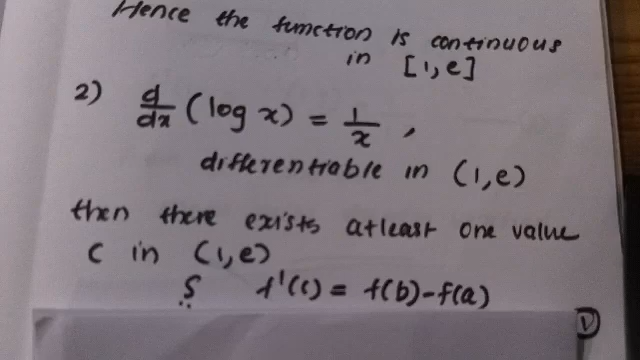 Hence the function is continuous
in [1,e]
2) d/dx (log x) = 1/x ,
differentiable in (1,e)
then there exists atleast one value
C in (1,e)
f'(c) = f(b)-f(a)